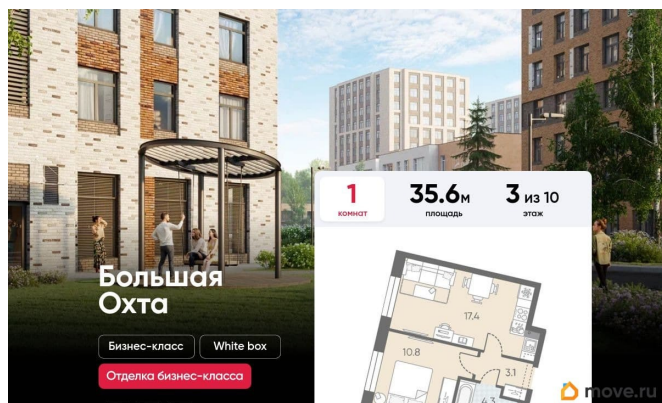 1
комнат
35.6м
площадь
3 из 10
этаж
Большая
Охта
Бизнес-класс
White box
Отделка бизнес-класса
17.4
10.8
3.1
4.3
move.ru